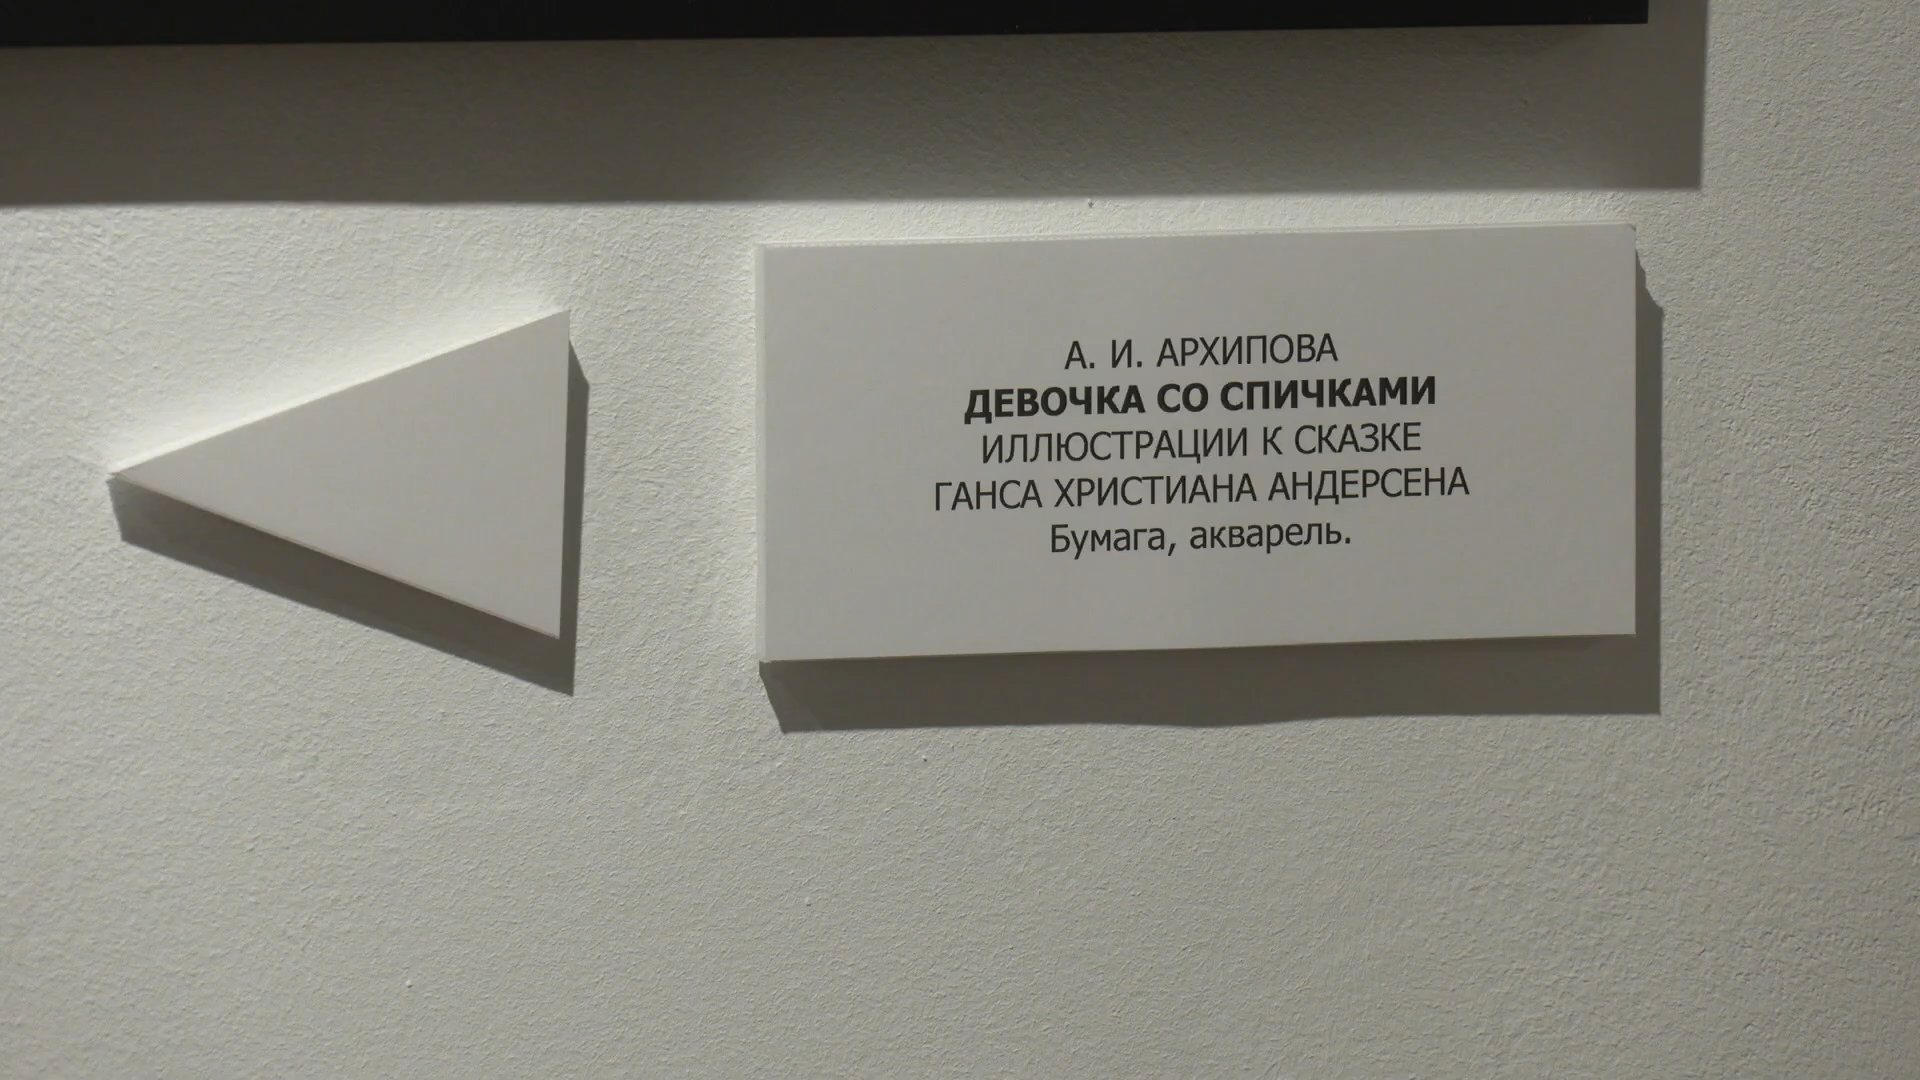 А. И. АРХИПОВА
ДЕВОЧКА СО СПИЧКАМИ
ИЛЛЮСТРАЦИИ К СКАЗКЕ
ГАНСА ХРИСТИАНА АНДЕРСЕНА
Бумага, акварель.